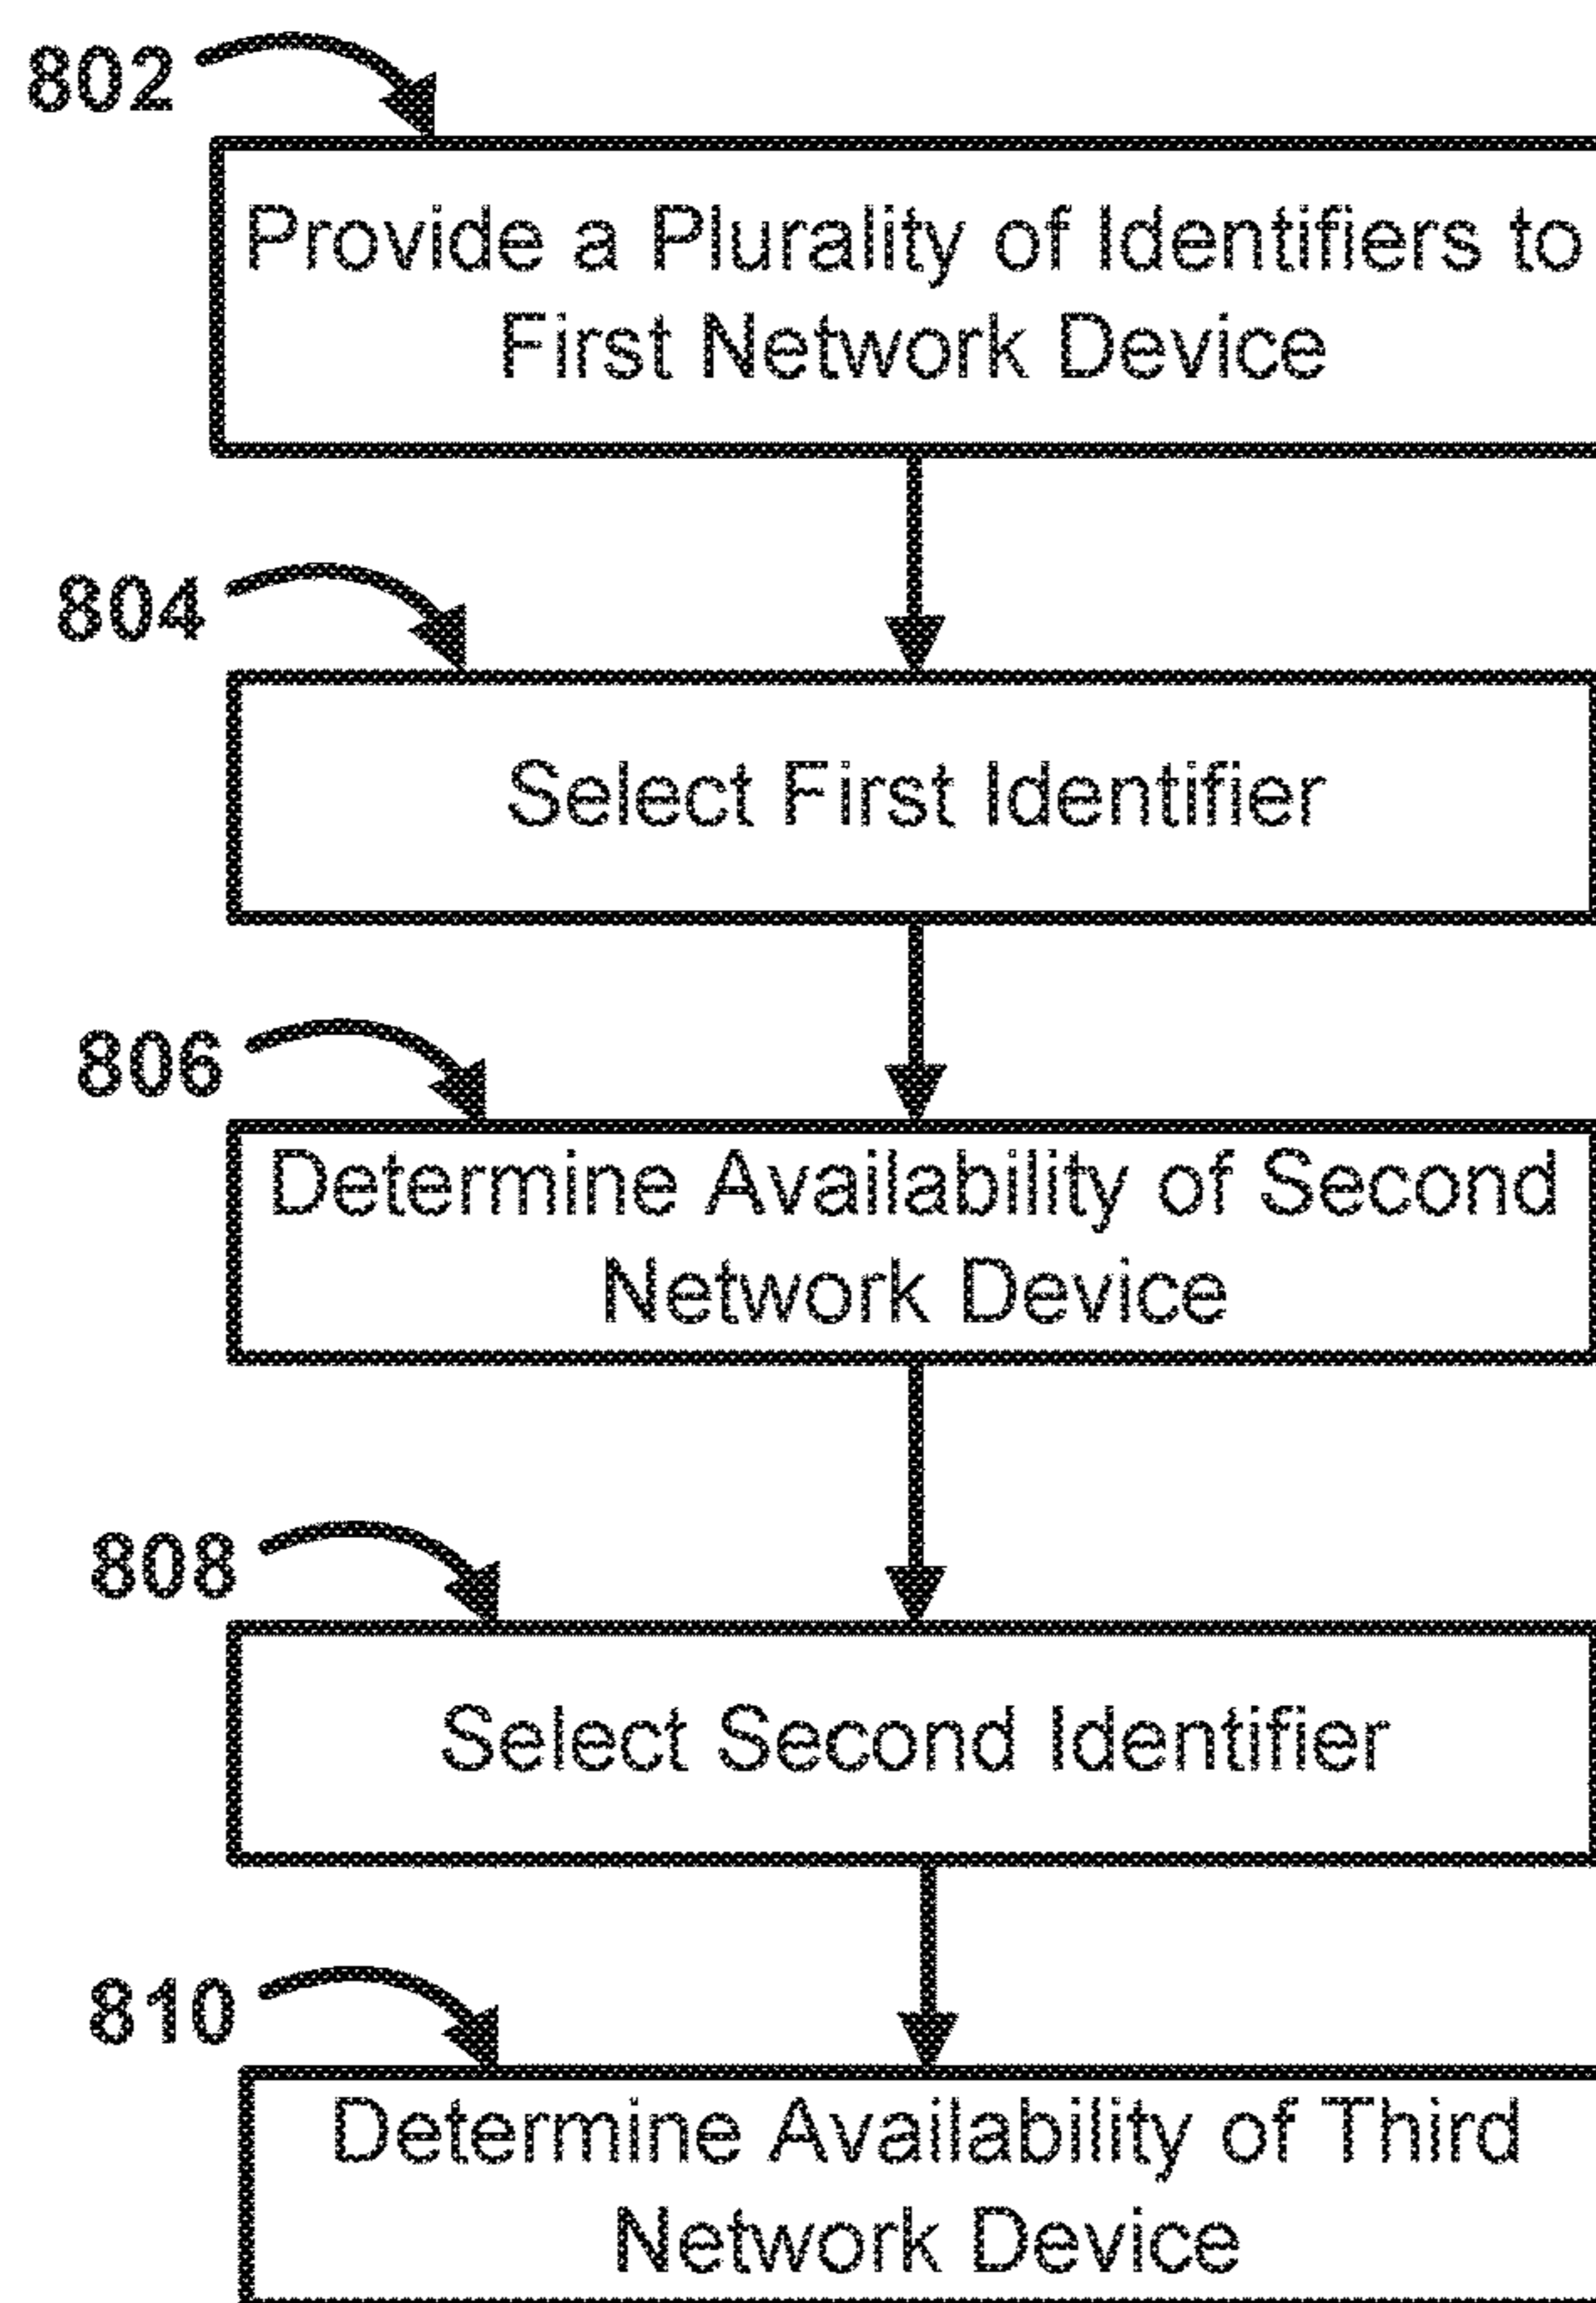 802
Provide a Plurality of Identifiers to
First Network Device
804
Select First Identifier
806
Determine Availability of Second
Network Device
808
Select Second Identifier
810
Determine Availability of Third
Network Device